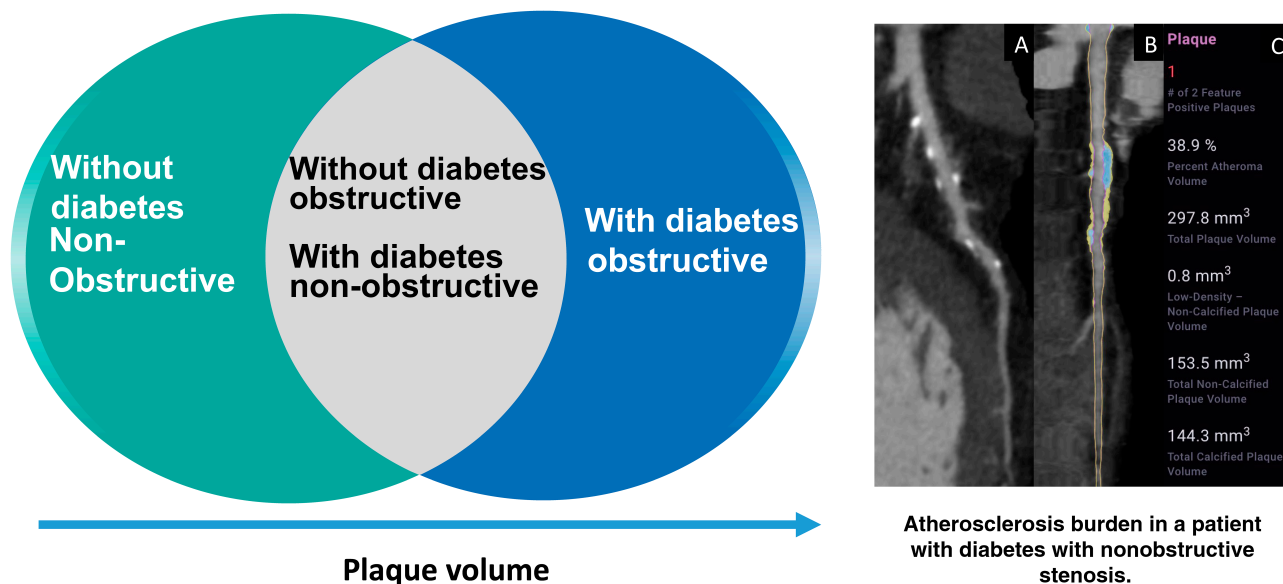 Without
diabetes
Non-
Obstructive
Without diabetes
obstructive
With diabetes
non-obstructive
With diabetes
obstructive
Plaque volume
A
B
C
Plaque
1
# of 2 Feature
Positive Plaques
38.9 %
Percent Atheroma
Volume
297.8 mm³
Total Plaque Volume
0.8 mm³
Low-Density –
Non-Calcified Plaque
Volume
153.5 mm³
Total Non-Calcified
Plaque Volume
144.3 mm³
Total Calcified Plaque
Volume
Atherosclerosis burden in a patient
with diabetes with nonobstructive
stenosis.